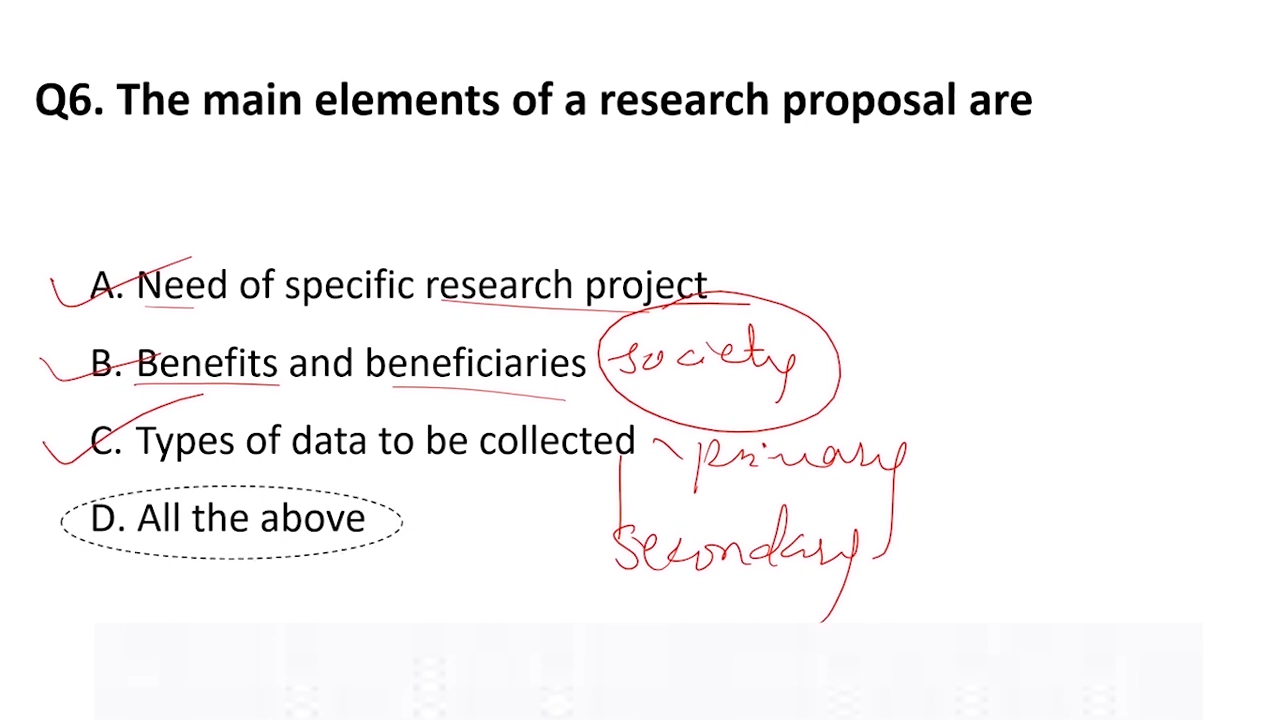 Q6. The main elements of a research proposal are
A. Need of specific research project
B. Benefits and beneficiaries society
C. Types of data to be collected primary
D. All the above
secondary